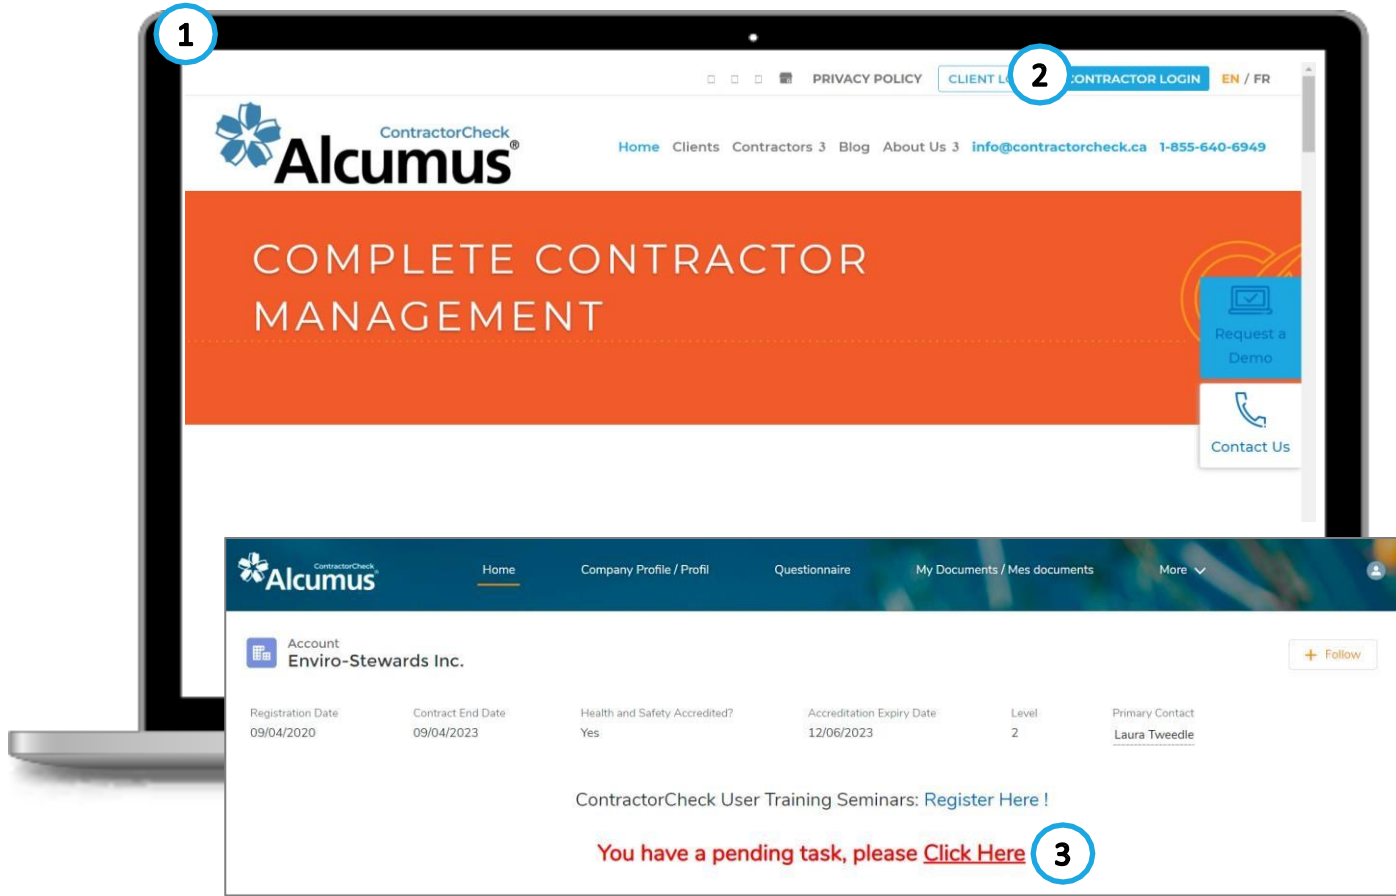 1
PRIVACY POLICY CLIENT LO 2 CONTRACTOR LOGIN EN / FR
ContractorCheck
Alcumus®
Home Clients Contractors 3 Blog About Us 3 info@contractorcheck.ca 1-855-640-6949
COMPLETE CONTRACTOR
MANAGEMENT
Request a
Demo
Contact Us
ContractorCheck
Alcumus
Home Company Profile / Profil Questionnaire My Documents / Mes documents More
Account
Enviro-Stewards Inc.
+ Follow
Registration Date Contract End Date Health and Safety Accredited? Accreditation Expiry Date Level Primary Contact
09/04/2020 09/04/2023 Yes 12/06/2023 2 Laura Tweedle
ContractorCheck User Training Seminars: Register Here !
You have a pending task, please Click Here 3